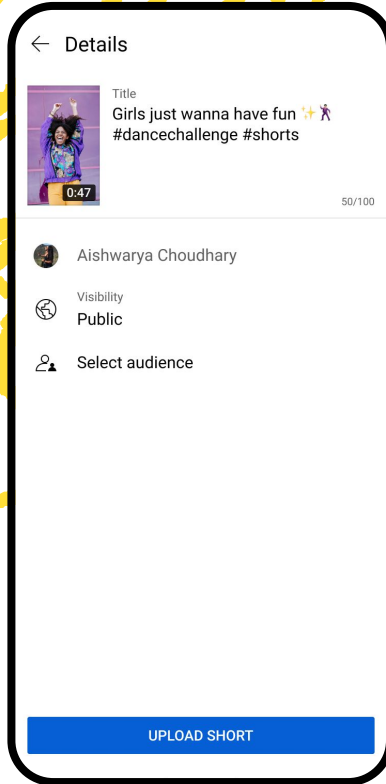 Details
Title
Girls just wanna have fun ✨🕺
#dancechallenge #shorts
0:47
50/100
Aishwarya Choudhary
Visibility
Public
Select audience
UPLOAD SHORT